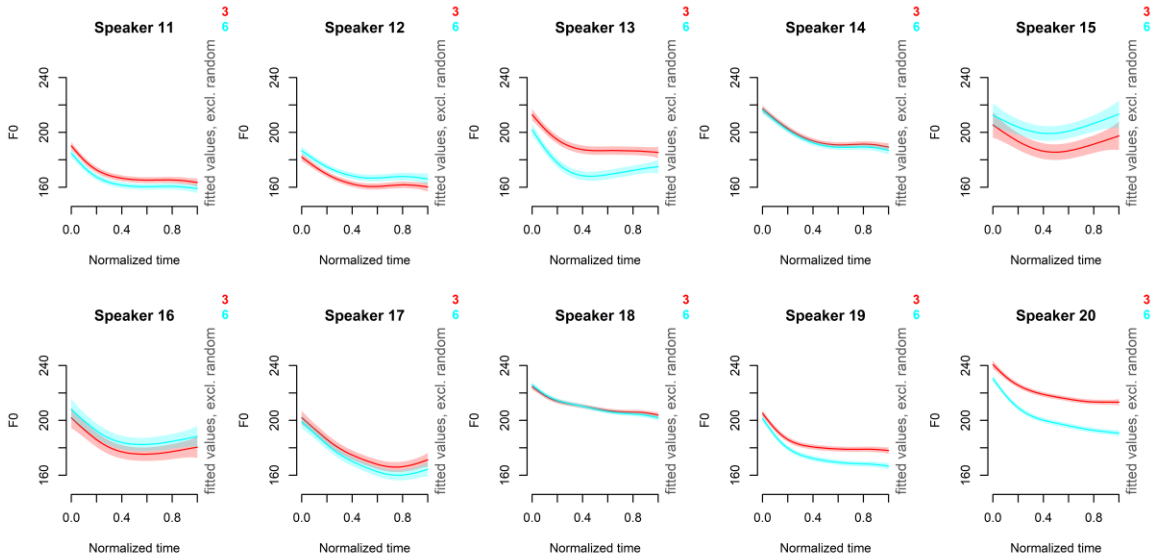 3
6
Speaker 11
F0
160 200 240
0.0 0.4 0.8
Normalized time
fitted values, excl. random
3
6
Speaker 12
F0
160 200 240
0.0 0.4 0.8
Normalized time
fitted values, excl. random
3
6
Speaker 13
F0
160 200 240
0.0 0.4 0.8
Normalized time
fitted values, excl. random
3
6
Speaker 14
F0
160 200 240
0.0 0.4 0.8
Normalized time
fitted values, excl. random
3
6
Speaker 15
F0
160 200 240
0.0 0.4 0.8
Normalized time
3
6
Speaker 16
F0
160 200 240
0.0 0.4 0.8
Normalized time
fitted values, excl. random
3
6
Speaker 17
F0
160 200 240
0.0 0.4 0.8
Normalized time
fitted values, excl. random
3
6
Speaker 18
F0
160 200 240
0.0 0.4 0.8
Normalized time
fitted values, excl. random
3
6
Speaker 19
F0
160 200 240
0.0 0.4 0.8
Normalized time
fitted values, excl. random
3
6
Speaker 20
F0
160 200 240
0.0 0.4 0.8
Normalized time
fitted values, excl. random
fitted values, excl. random